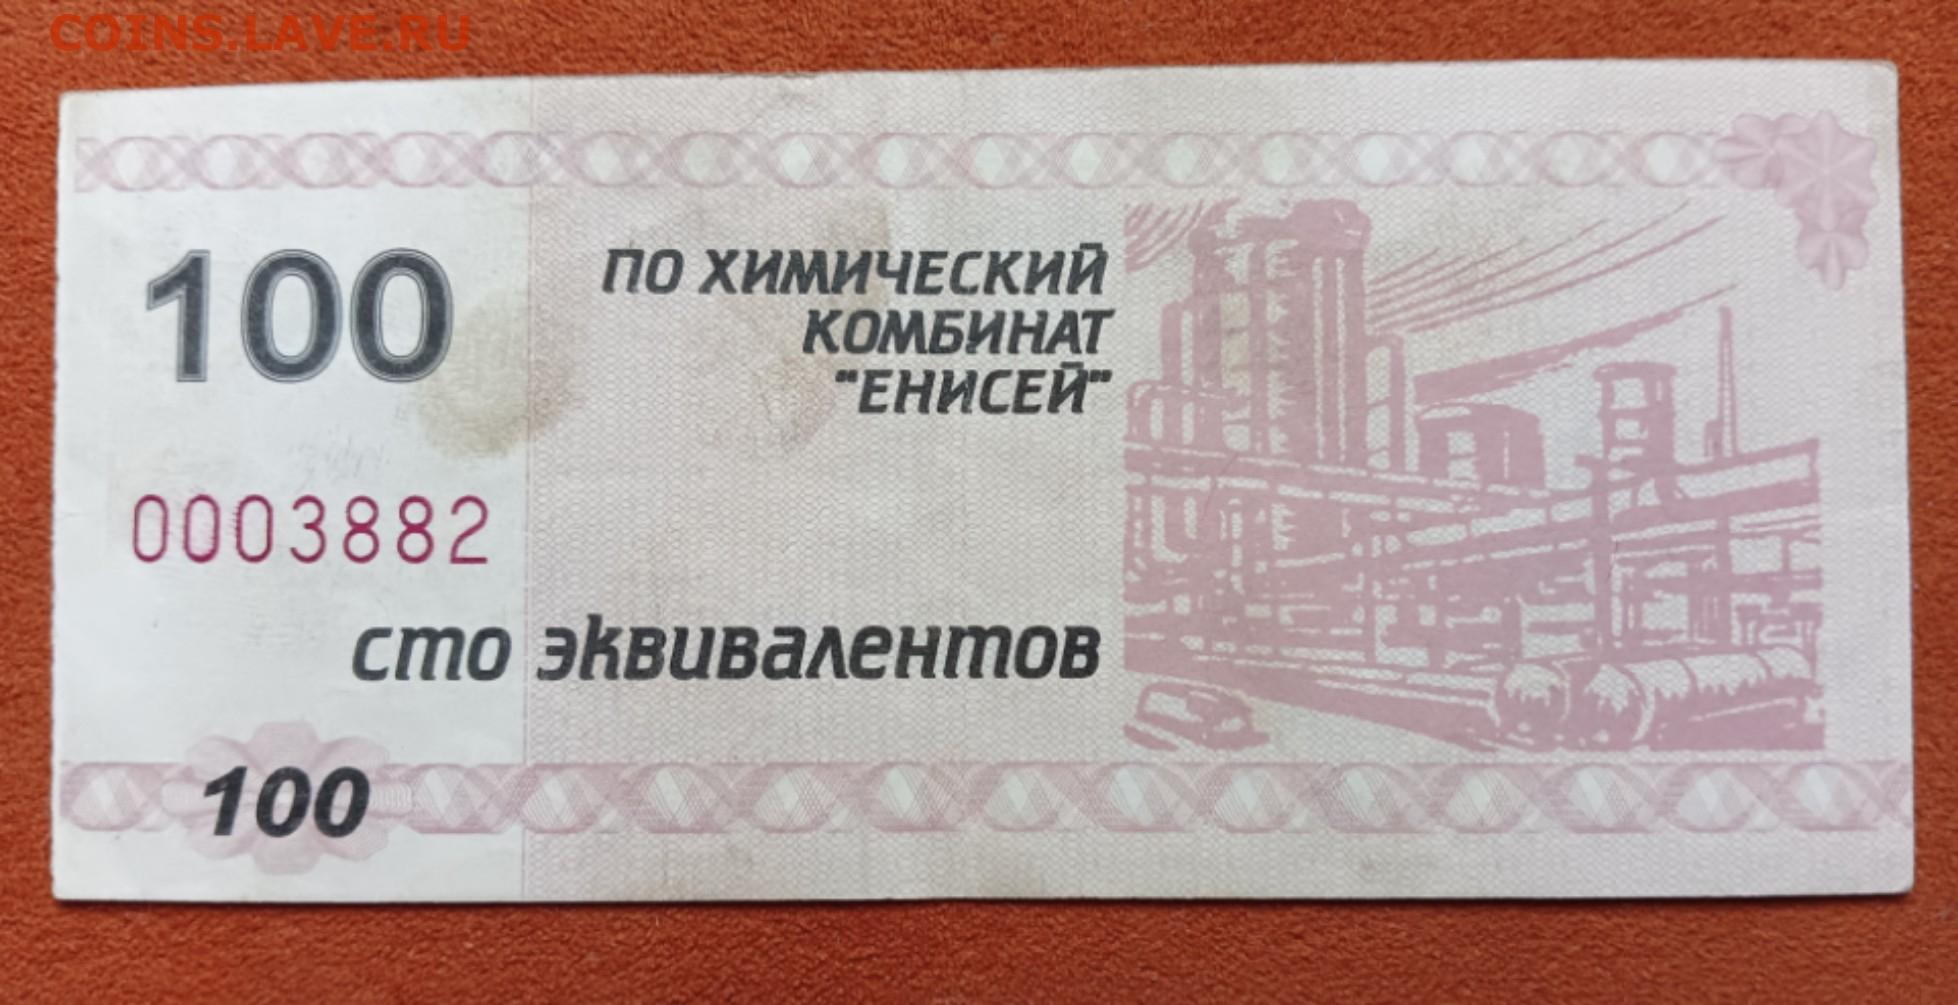 COINS.LAVE.RU
100
ПО ХИМИЧЕСКИЙ
КОМБИНАТ
"ЕНИСЕЙ"
0003882
сто эквивалентов
100